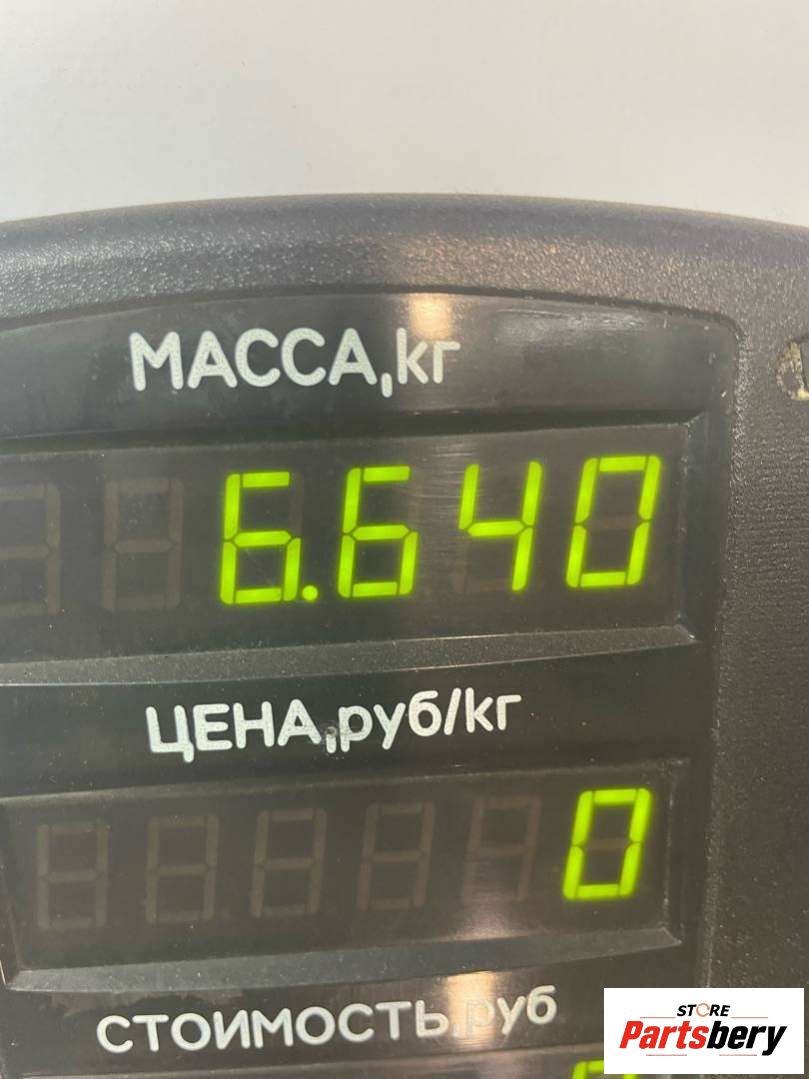 МАССА,кг
6.640
ЦЕНА,руб/кг
0
СТОИМОСТЬ,руб
STORE
Partsbery